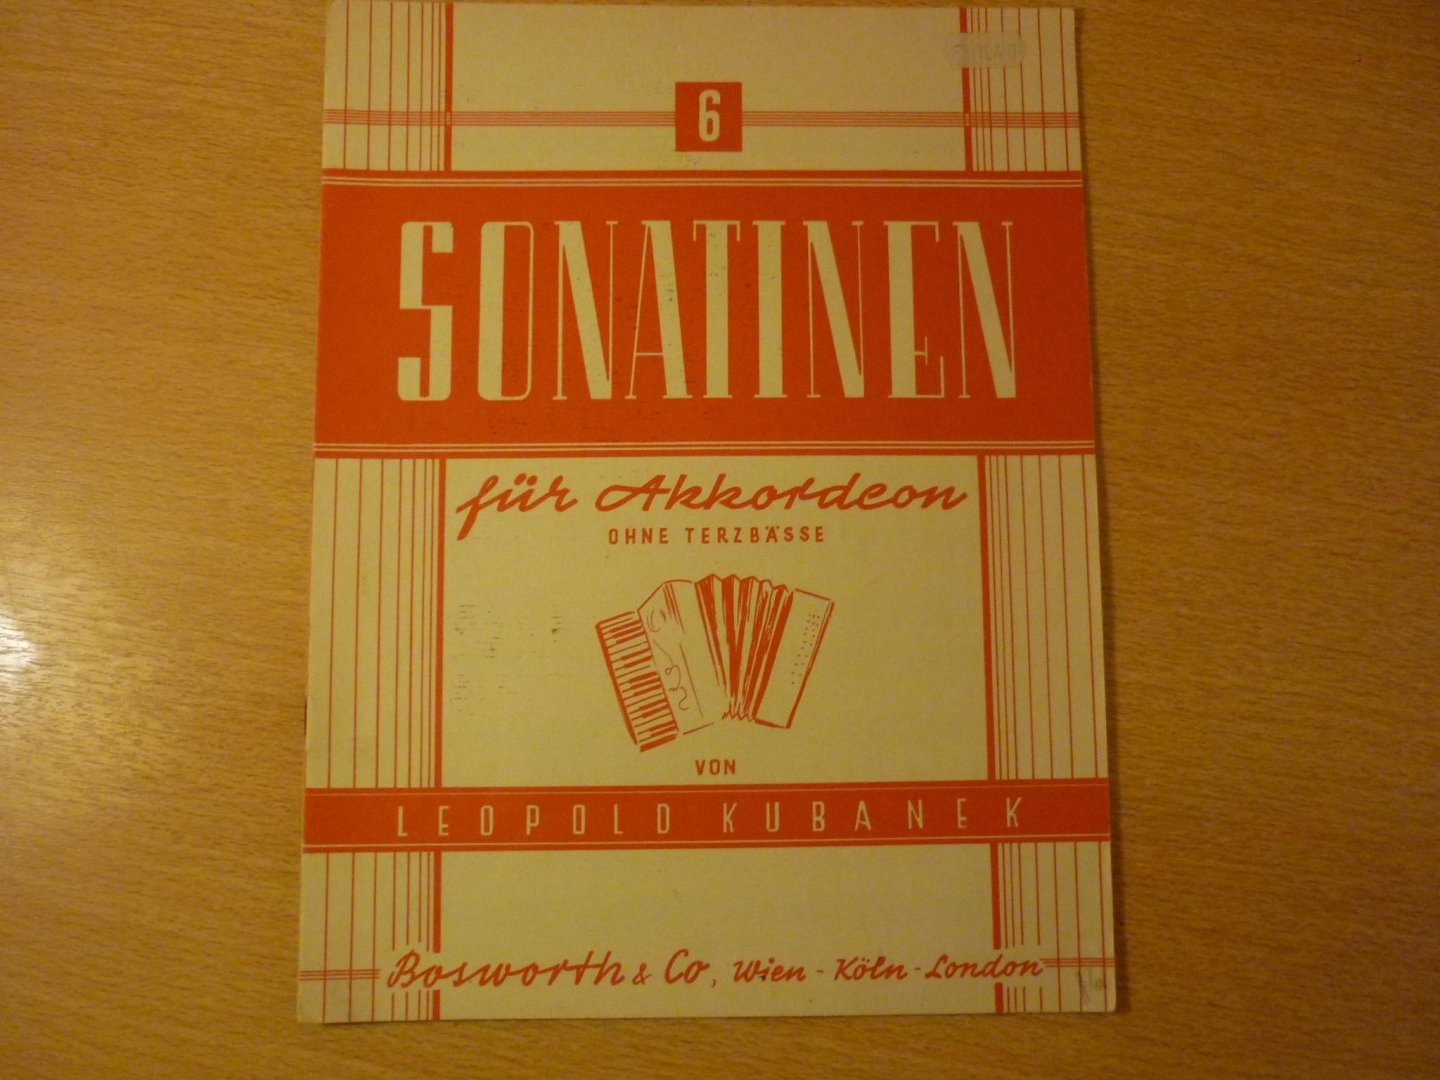 6
SONATINEN
für Akkordeon
OHNE TERZBÄSSE
VON
LEOPOLD KUBANEK
Bosworth & Co, Wien - Köln - London